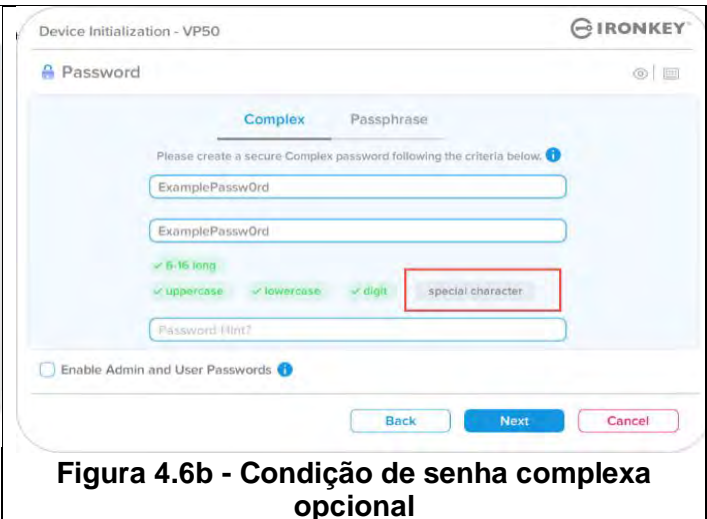 Device Initialization - VP50
IRONKEY
Password
Complex Passphrase
Please create a secure Complex password following the criteria below.
ExamplePassw0rd
ExamplePassw0rd
✓ 6-16 long
✓ uppercase ✓ lowercase ✓ digit special character
Password Hint?
Enable Admin and User Passwords
Back Next Cancel
Figura 4.6b - Condição de senha complexa
opcional